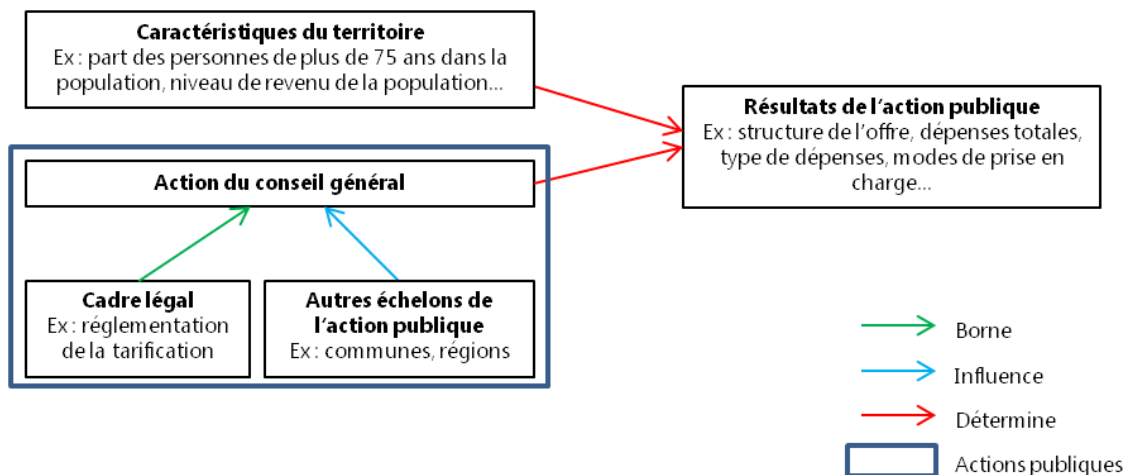 Caractéristiques du territoire
Ex : part des personnes de plus de 75 ans dans la
population, niveau de revenu de la population...
Résultats de l'action publique
Ex : structure de l'offre, dépenses totales,
type de dépenses, modes de prise en
charge...
Action du conseil général
Cadre légal
Ex : réglementation
de la tarification
Autres échelons de
l'action publique
Ex : communes, régions
Borne
Influence
Détermine
Actions publiques